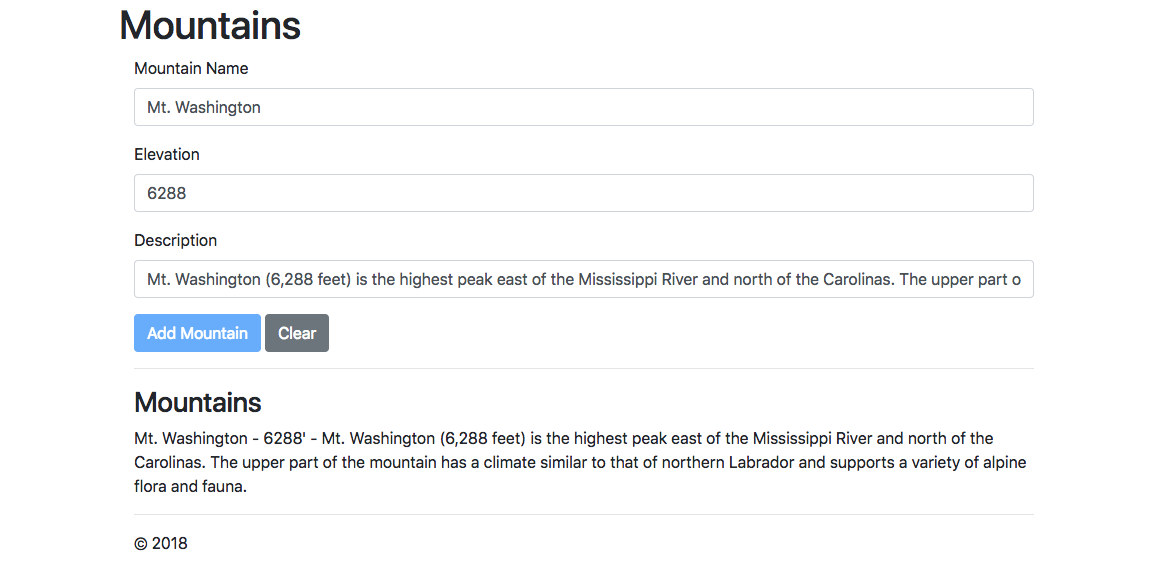 Mountains
Mountain Name
Mt. Washington
Elevation
6288
Description
Mt. Washington (6,288 feet) is the highest peak east of the Mississippi River and north of the Carolinas. The upper part o
Add Mountain Clear
Mountains
Mt. Washington - 6288' - Mt. Washington (6,288 feet) is the highest peak east of the Mississippi River and north of the
Carolinas. The upper part of the mountain has a climate similar to that of northern Labrador and supports a variety of alpine
flora and fauna.
© 2018